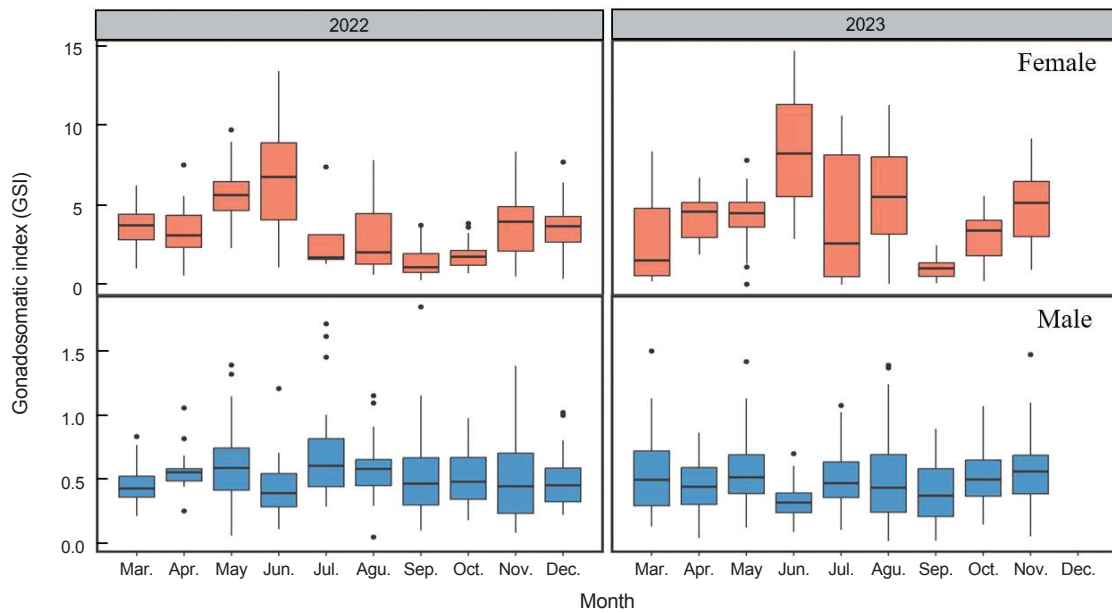 2022
2023
Gonadosomatic index (GSI)
15
10
5
0
Female
1.5
1.0
0.5
0.0
Male
Mar. Apr. May Jun. Jul. Agu. Sep. Oct. Nov. Dec.
Mar. Apr. May Jun. Jul. Agu. Sep. Oct. Nov. Dec.
Month